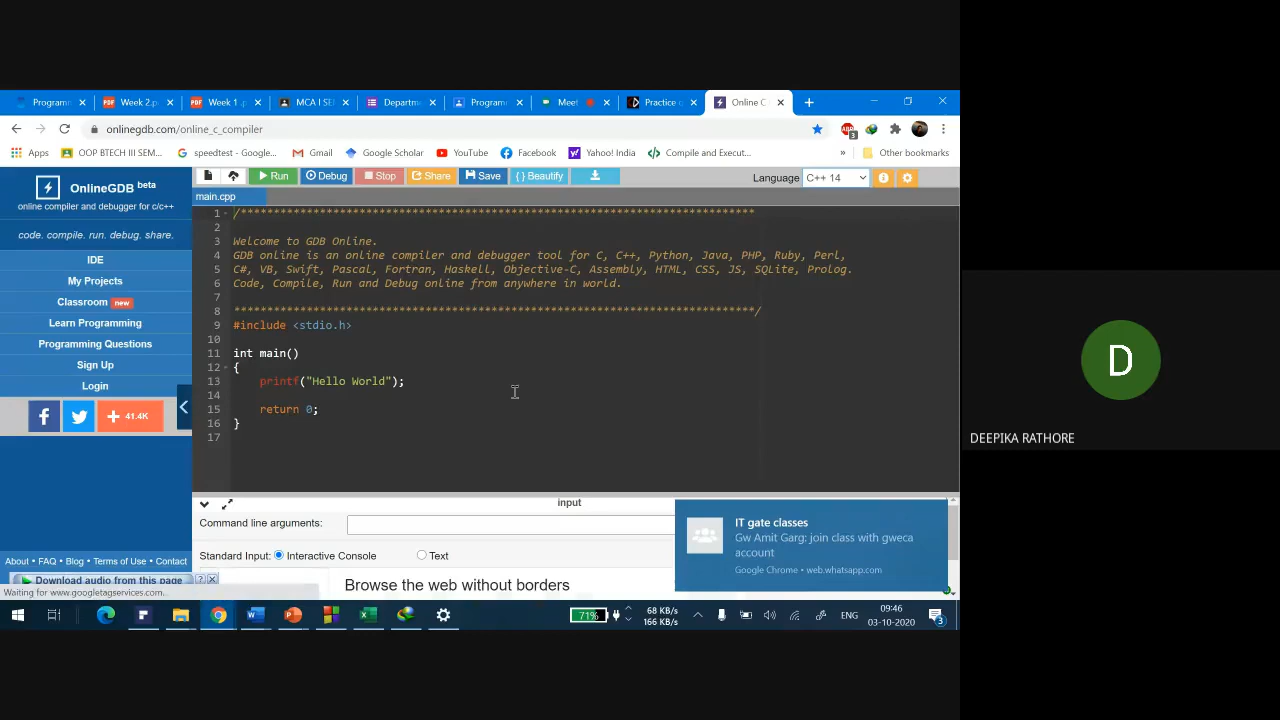 Programm
Week 2.p
Week 1 .p
MCA I SE
Departm
Program
Meet
Practice
Online C
onlinegdb.com/online_c_compiler
3
Apps
OOP BTECH III SEM...
speedtest - Google...
Gmail
Google Scholar
YouTube
Facebook
Yahoo! India
Compile and Execut...
»
Other bookmarks
OnlineGDB beta
online compiler and debugger for c/c++
code. compile. run. debug. share.
IDE
My Projects
Classroom new
Learn Programming
Programming Questions
Sign Up
Login
41.4K
About • FAQ • Blog • Terms of Use • Contact
Download audio from this page
? X
Waiting for www.googletagservices.com...
Run
Debug
Stop
Share
Save
{ } Beautify
Language C++ 14
main.cpp
1 /******************************************************************************
2
3 Welcome to GDB Online.
4 GDB online is an online compiler and debugger tool for C, C++, Python, Java, PHP, Ruby, Perl,
5 C#, VB, Swift, Pascal, Fortran, Haskell, Objective-C, Assembly, HTML, CSS, JS, SQLite, Prolog.
6 Code, Compile, Run and Debug online from anywhere in world.
7
8 *******************************************************************************/
9 #include <stdio.h>
10
11 int main()
12 {
13 printf("Hello World");
14
15 return 0;
16 }
17
input
Command line arguments:
Standard Input: Interactive Console Text
Browse the web without borders
IT gate classes
Gw Amit Garg: join class with gweca
account
Google Chrome • web.whatsapp.com
71%
68 KB/s
166 KB/s
ENG
09:46
03-10-2020
3
D
DEEPIKA RATHORE